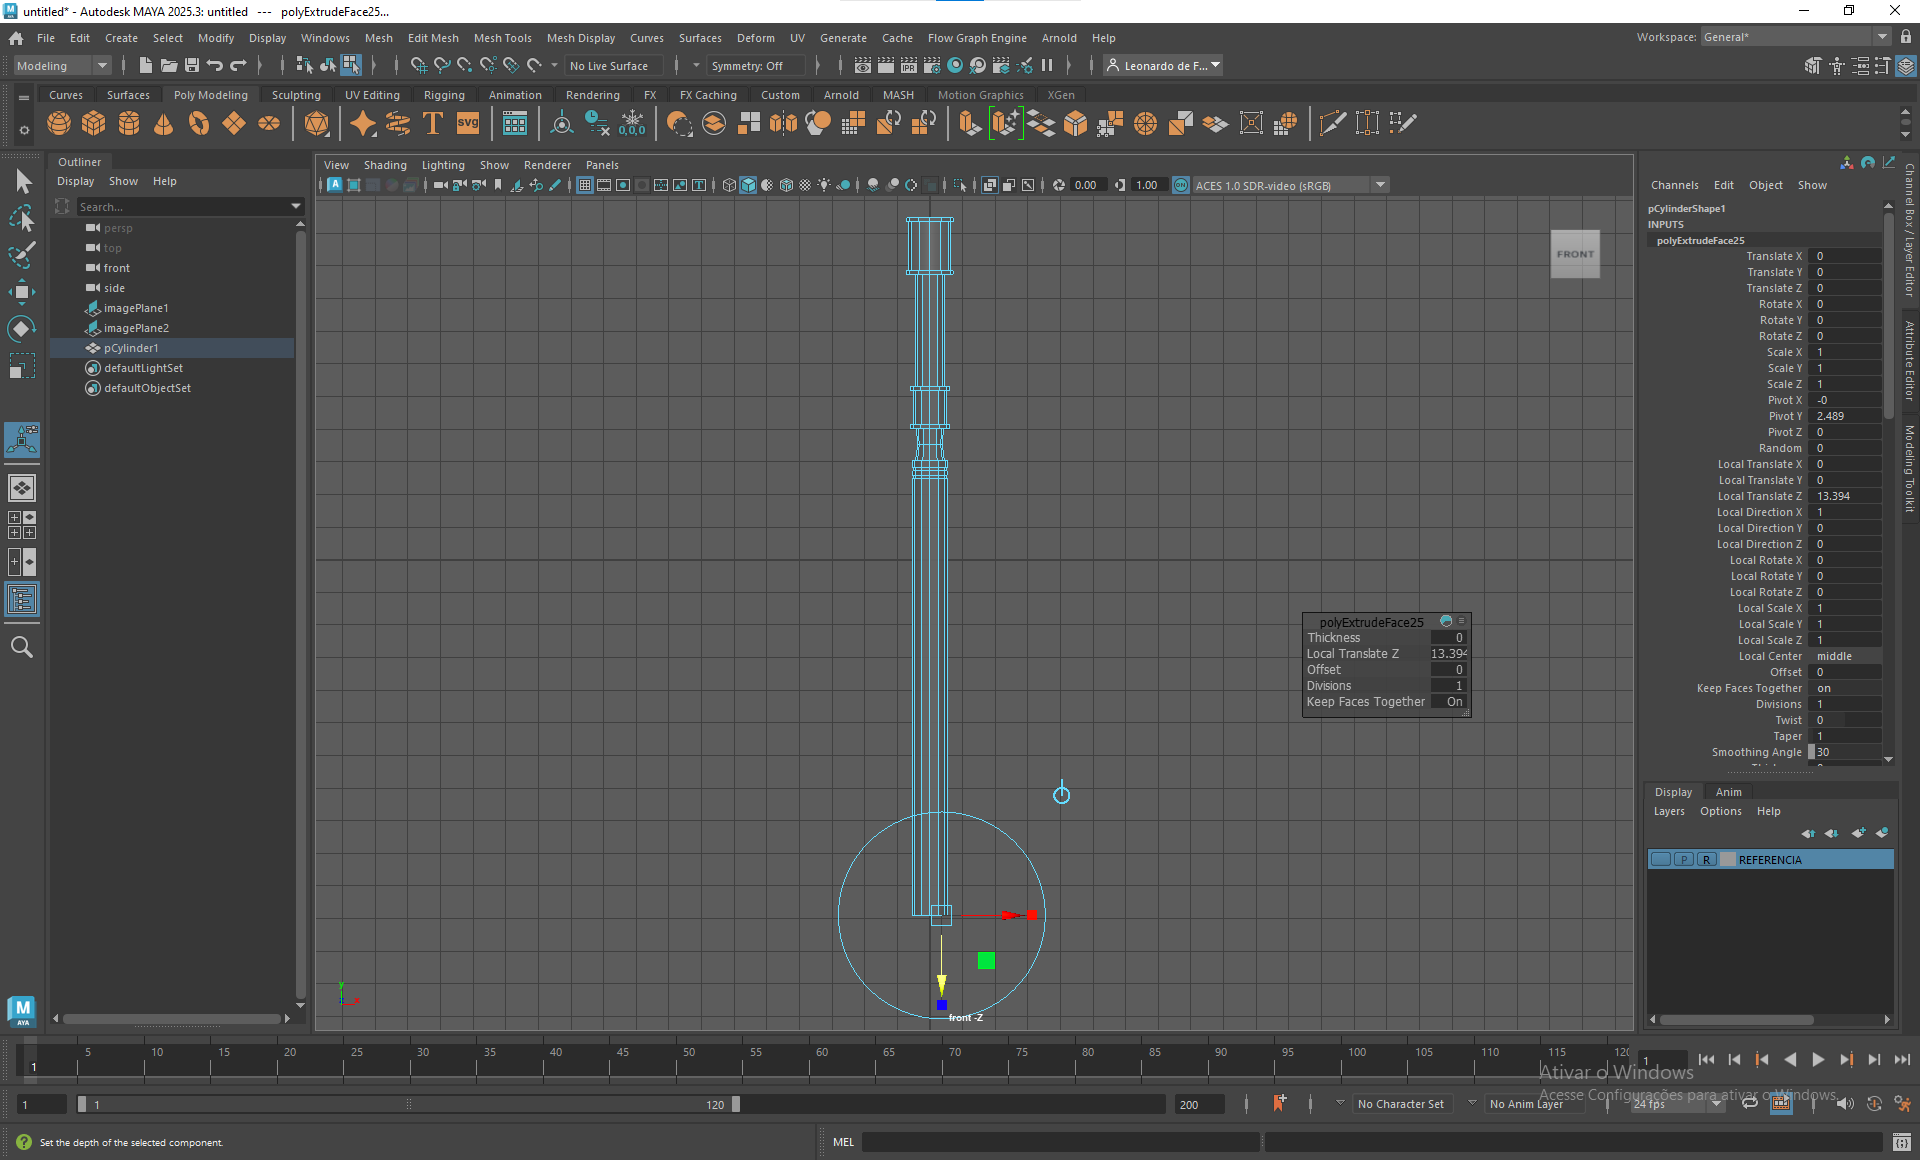 untitled* - Autodesk MAYA 2025.3: untitled --- polyExtrudeFace25...
File Edit Create Select Modify Display Windows Mesh Edit Mesh Mesh Tools Mesh Display Curves Surfaces Deform UV Generate Cache Flow Graph Engine Arnold Help
Workspace: General*
Modeling
No Live Surface
Symmetry: Off
IPR
Leonardo de F...
Curves Surfaces Poly Modeling Sculpting UV Editing Rigging Animation Rendering FX FX Caching Custom Arnold MASH Motion Graphics XGen
T
SVG
0,0,0
Outliner
Display Show Help
Search...
persp
top
front
side
imagePlane1
imagePlane2
pCylinder1
defaultLightSet
defaultObjectSet
M
AYA
View Shading Lighting Show Renderer Panels
0.00
1.00
ACES 1.0 SDR-video (sRGB)
FRONT
polyExtrudeFace25
Thickness 0
Local Translate Z 13.394
Offset 0
Divisions 1
Keep Faces Together On
y
x
z
front -Z
Channels Edit Object Show
pCylinderShape1
INPUTS
polyExtrudeFace25
Translate X 0
Translate Y 0
Translate Z 0
Rotate X 0
Rotate Y 0
Rotate Z 0
Scale X 1
Scale Y 1
Scale Z 1
Pivot X -0
Pivot Y 2.489
Pivot Z 0
Random 0
Local Translate X 0
Local Translate Y 0
Local Translate Z 13.394
Local Direction X 1
Local Direction Y 0
Local Direction Z 0
Local Rotate X 0
Local Rotate Y 0
Local Rotate Z 0
Local Scale X 1
Local Scale Y 1
Local Scale Z 1
Local Center middle
Offset 0
Keep Faces Together on
Divisions 1
Twist 0
Taper 1
Smoothing Angle 30
Channel Box / Layer Editor
Attribute Editor
Modeling Toolkit
Display Anim
Layers Options Help
P R REFERENCIA
5 10 15 20 25 30 35 40 45 50 55 60 65 70 75 80 85 90 95 100 105 110 115 120
1
1
Ativar o Windows
Acesse Configurações para ativar o Windows.
1
1
120
200
No Character Set
No Anim Layer
24 fps
Set the depth of the selected component.
MEL